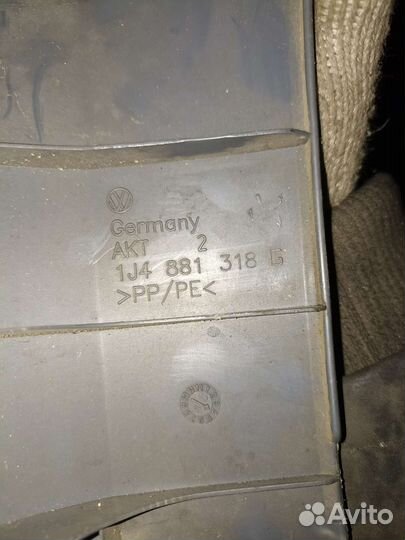 Germany
AKT 2
1J4 881 318 G
>PP/PE<
Avito